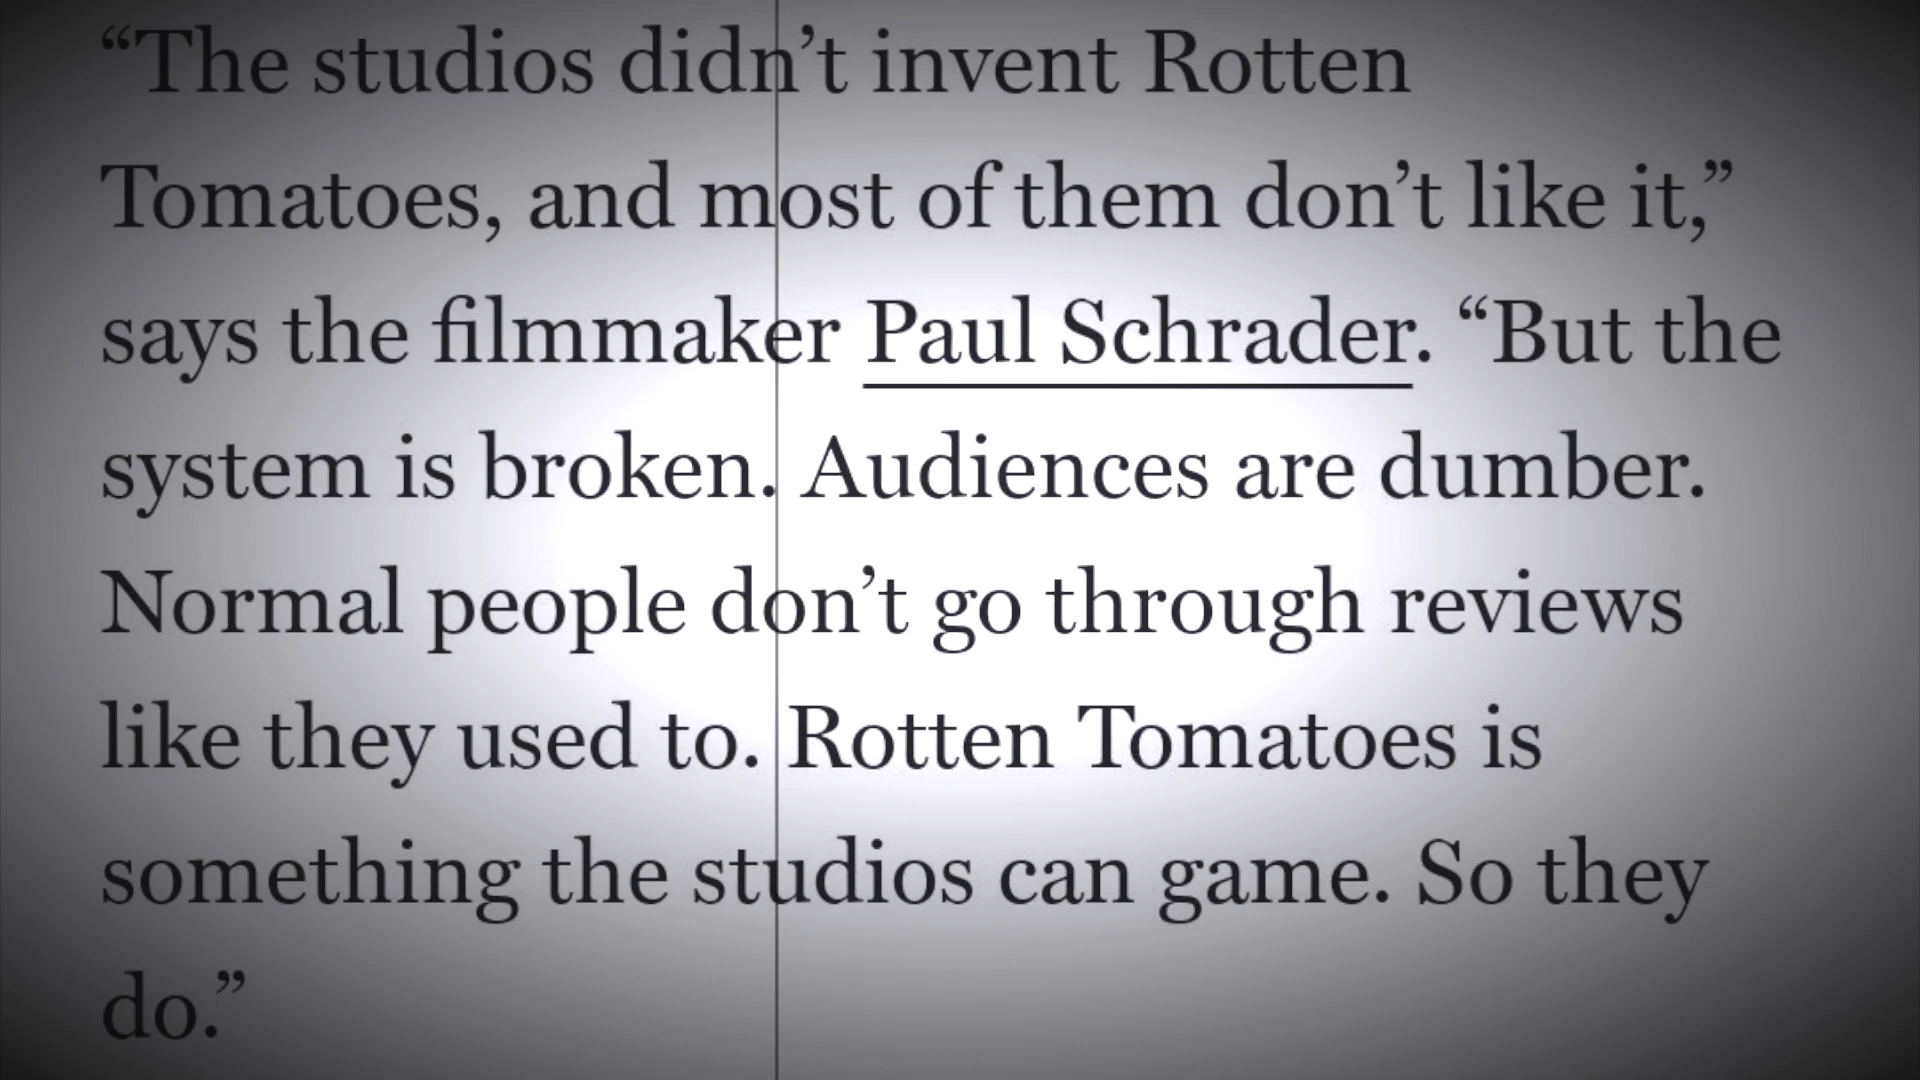 “The studios didn’t invent Rotten
Tomatoes, and most of them don’t like it,”
says the filmmaker Paul Schrader. “But the
system is broken. Audiences are dumber.
Normal people don’t go through reviews
like they used to. Rotten Tomatoes is
something the studios can game. So they
do.”